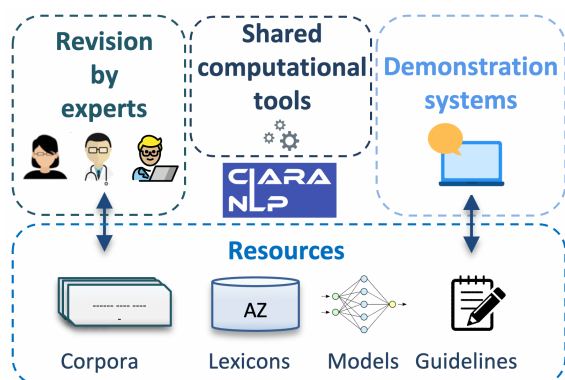 Revision
by
experts
Shared
computational
tools
Demonstration
systems
CLARA
NLP
Resources
------ ---- ----
-
AZ
Corpora
Lexicons
Models
Guidelines